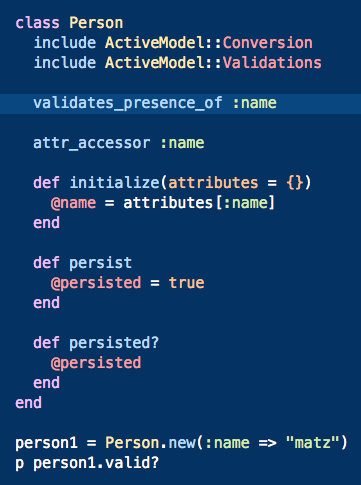 class Person
  include ActiveModel::Conversion
  include ActiveModel::Validations

  validates_presence_of :name

  attr_accessor :name

  def initialize(attributes = {})
    @name = attributes[:name]
  end

  def persist
    @persisted = true
  end

  def persisted?
    @persisted
  end
end

person1 = Person.new(:name => "matz")
p person1.valid?